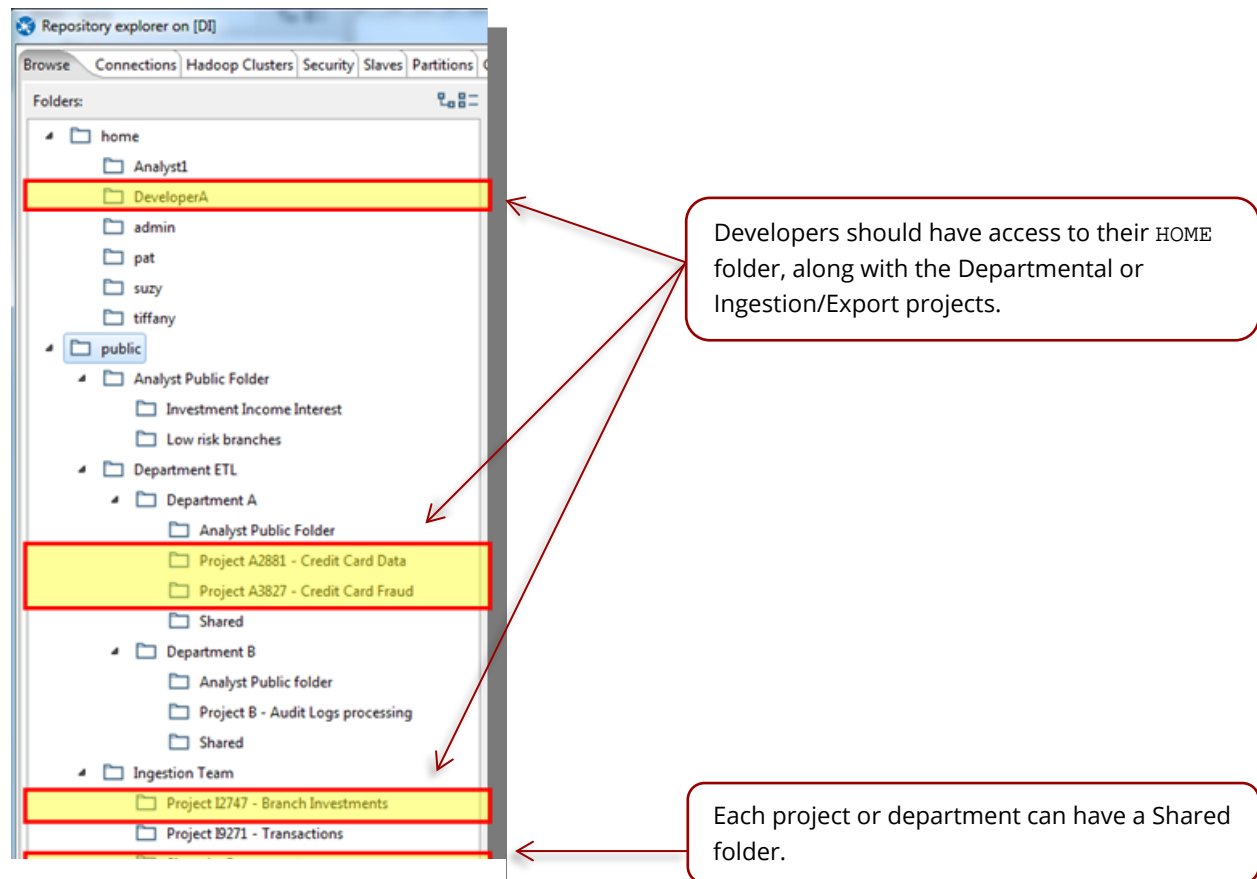 Repository explorer on [DI]
Browse Connections Hadoop Clusters Security Slaves Partitions
Folders:
home
Analyst1
DeveloperA
admin
pat
suzy
tiffany
public
Analyst Public Folder
Investment Income Interest
Low risk branches
Department ETL
Department A
Analyst Public Folder
Project A2881 - Credit Card Data
Project A3827 - Credit Card Fraud
Shared
Department B
Analyst Public folder
Project B - Audit Logs processing
Shared
Ingestion Team
Project I2747 - Branch Investments
Project I9271 - Transactions
Developers should have access to their HOME
folder, along with the Departmental or
Ingestion/Export projects.
Each project or department can have a Shared
folder.